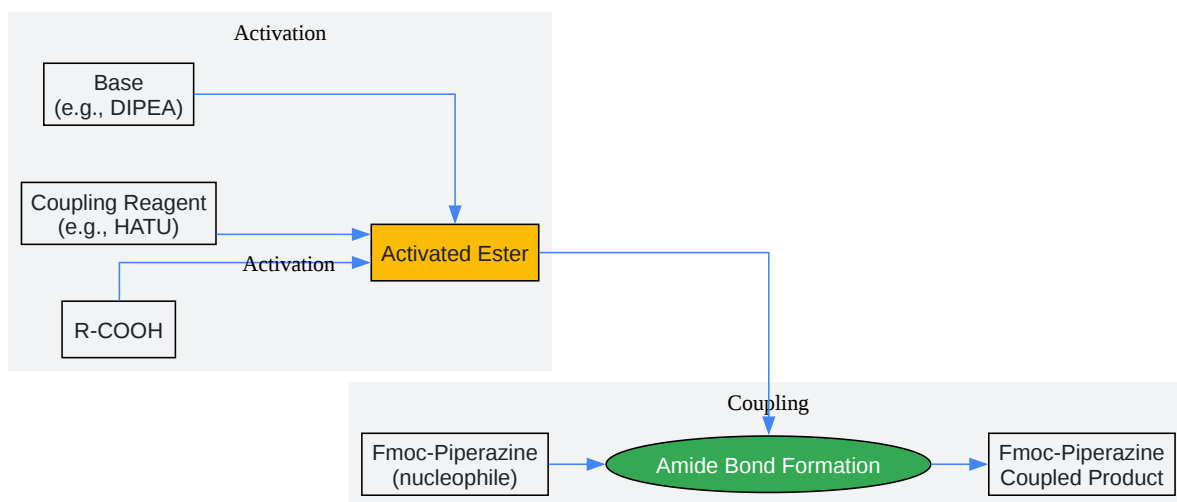 Activation
Base
(e.g., DIPEA)
Coupling Reagent
(e.g., HATU)
Activated Ester
Activation
R-COOH
Coupling
Fmoc-Piperazine
(nucleophile)
Amide Bond Formation
Fmoc-Piperazine
Coupled Product